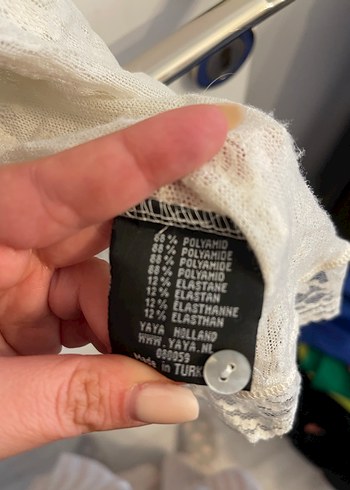 88 % POLYAMID
88 % POLYAMIDE
88 % POLYAMIDE
88 % POLYAMID
12 % ELASTANE
12 % ELASTAN
12 % ELASTHANNE
12 % ELASTHAN
YAYA HOLLAND
WWW.YAYA.NL
080059
Made in TURK